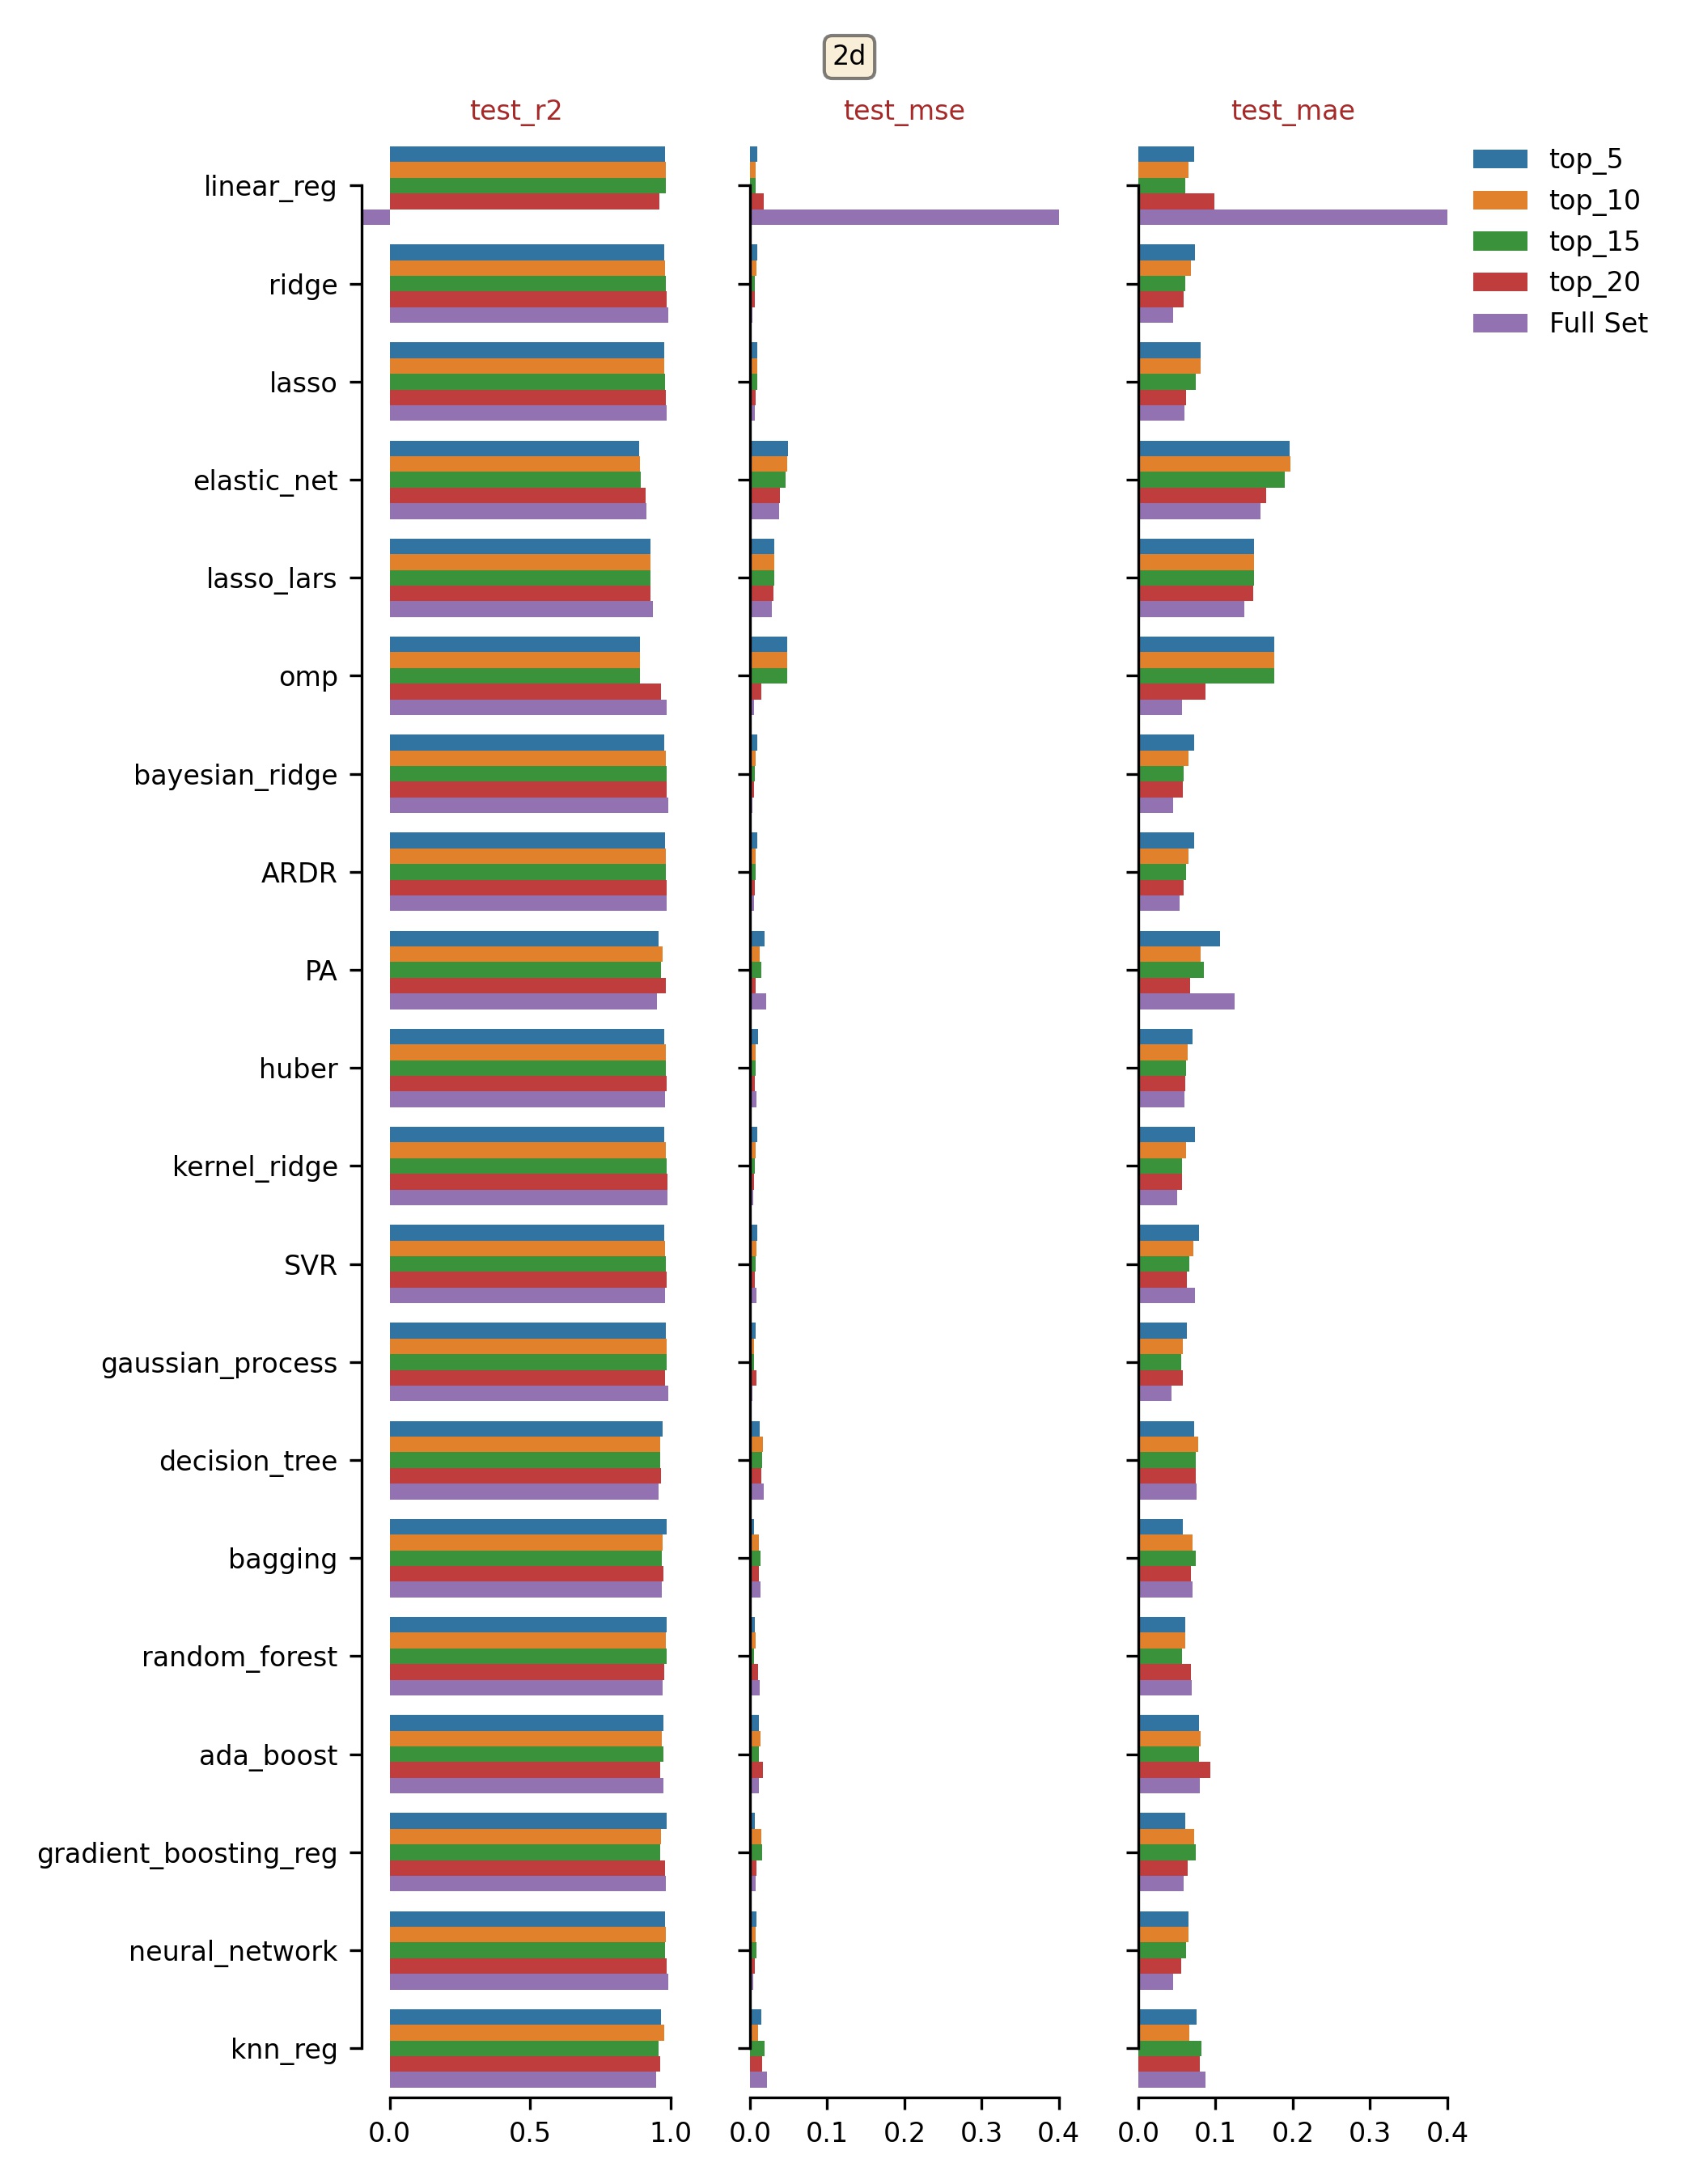 2d
test_r2 test_mse test_mae
top_5
top_10
top_15
top_20
Full Set
linear_reg
ridge
lasso
elastic_net
lasso_lars
omp
bayesian_ridge
ARDR
PA
huber
kernel_ridge
SVR
gaussian_process
decision_tree
bagging
random_forest
ada_boost
gradient_boosting_reg
neural_network
knn_reg
0.0 0.5 1.0 0.0 0.1 0.2 0.3 0.4 0.0 0.1 0.2 0.3 0.4